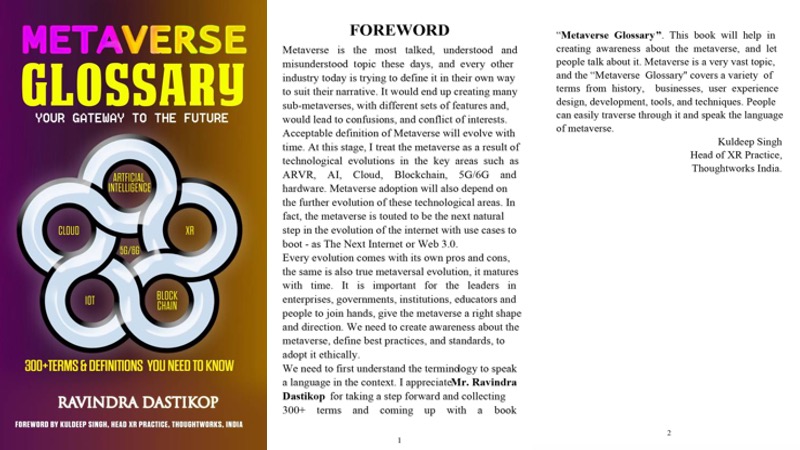 METAVERSE
GLOSSARY
YOUR GATEWAY TO THE FUTURE
ARTIFICIAL
INTELLIGENCE
CLOUD
XR
5G/6G
IOT
BLOCK
CHAIN
300+TERMS & DEFINITIONS YOU NEED TO KNOW
RAVINDRA DASTIKOP
FOREWORD BY KULDEEP SINGH, HEAD XR PRACTICE, THOUGHTWORKS, INDIA
FOREWORD
Metaverse is the most talked, understood and
misunderstood topic these days, and every other
industry today is trying to define it in their own way
to suit their narrative. It would end up creating many
sub-metaverses, with different sets of features and,
would lead to confusions, and conflict of interests.
Acceptable definition of Metaverse will evolve with
time. At this stage, I treat the metaverse as a result of
technological evolutions in the key areas such as
ARVR, AI, Cloud, Blockchain, 5G/6G and
hardware. Metaverse adoption will also depend on
the further evolution of these technological areas. In
fact, the metaverse is touted to be the next natural
step in the evolution of the internet with use cases to
boot - as The Next Internet or Web 3.0.
Every evolution comes with its own pros and cons,
the same is also true metaversal evolution, it matures
with time. It is important for the leaders in
enterprises, governments, institutions, educators and
people to join hands, give the metaverse a right shape
and direction. We need to create awareness about the
metaverse, define best practices, and standards, to
adopt it ethically.
We need to first understand the terminology to speak
a language in the context. I appreciate Mr. Ravindra
Dastikop for taking a step forward and collecting
300+ terms and coming up with a book
1
"Metaverse Glossary". This book will help in
creating awareness about the metaverse, and let
people talk about it. Metaverse is a very vast topic,
and the "Metaverse Glossary" covers a variety of
terms from history, businesses, user experience
design, development, tools, and techniques. People
can easily traverse through it and speak the language
of metaverse.
Kuldeep Singh
Head of XR Practice,
Thoughtworks India.
2